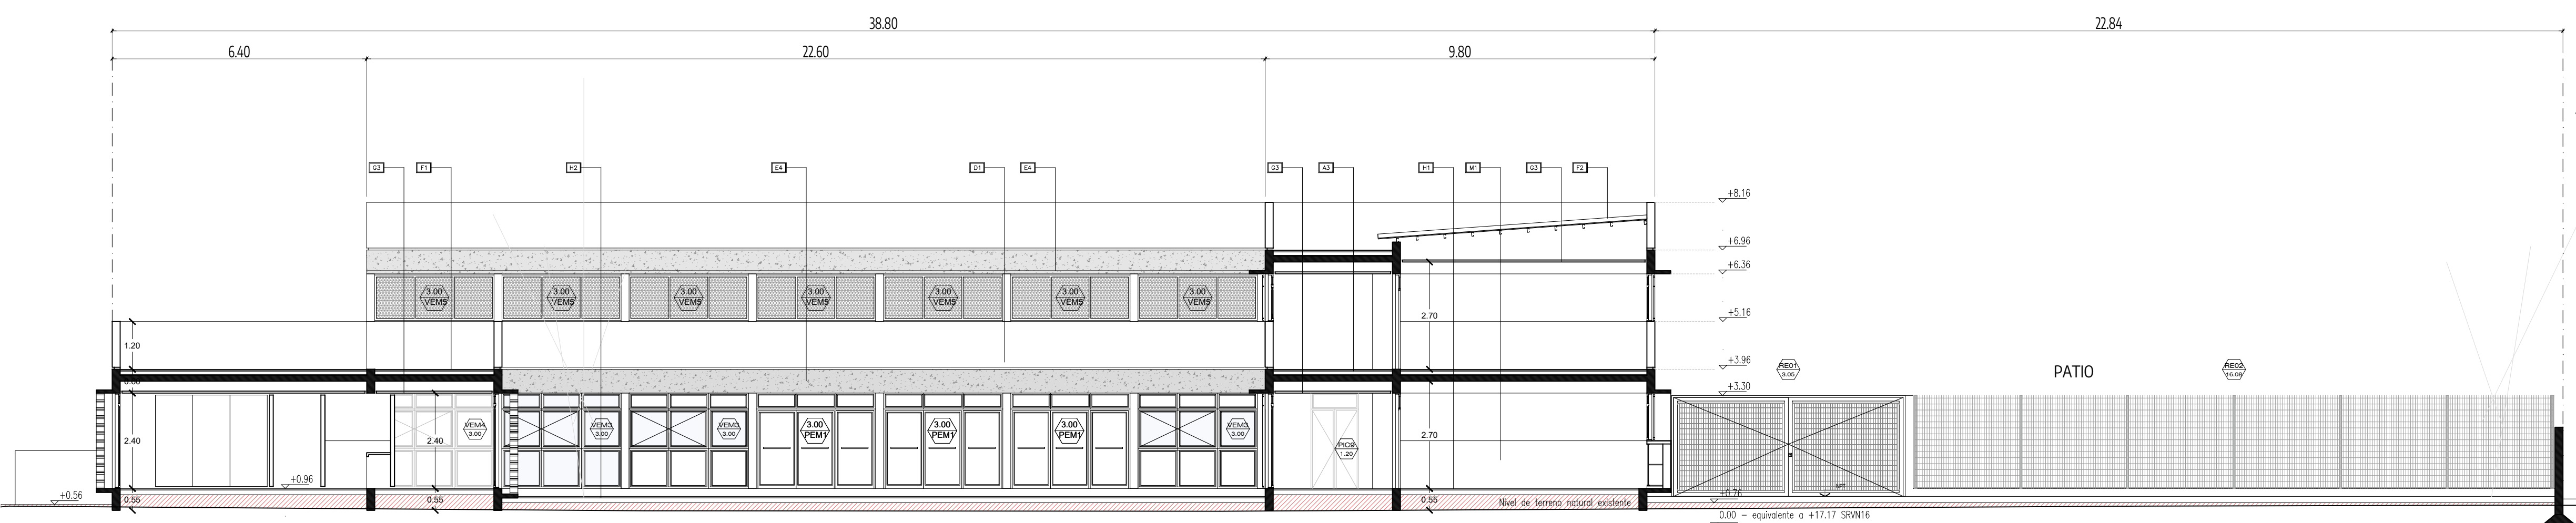 38.80
22.84
6.40
22.60
9.80
G3
F1
H2
E4
D1
E4
G3
A3
H1
M1
G3
F2
+8.16
+6.96
+6.36
3.00
VEM5
3.00
VEM5
3.00
VEM5
3.00
VEM5
3.00
VEM5
3.00
VEM5
3.00
VEM5
2.70
+5.16
1.20
+3.96
RE01
3.05
PATIO
RE02
16.08
+3.30
2.40
2.40
VEM4
3.00
VEM3
3.00
VEM3
3.00
3.00
PEM1
3.00
PEM1
3.00
PEM1
VEM3
3.00
PIC9
1.20
2.70
+0.96
+0.56
0.55
0.55
0.55
Nivel de terreno natural existente
+0.76
NPT
0.00 - equivalente a +17.17 SRVN16